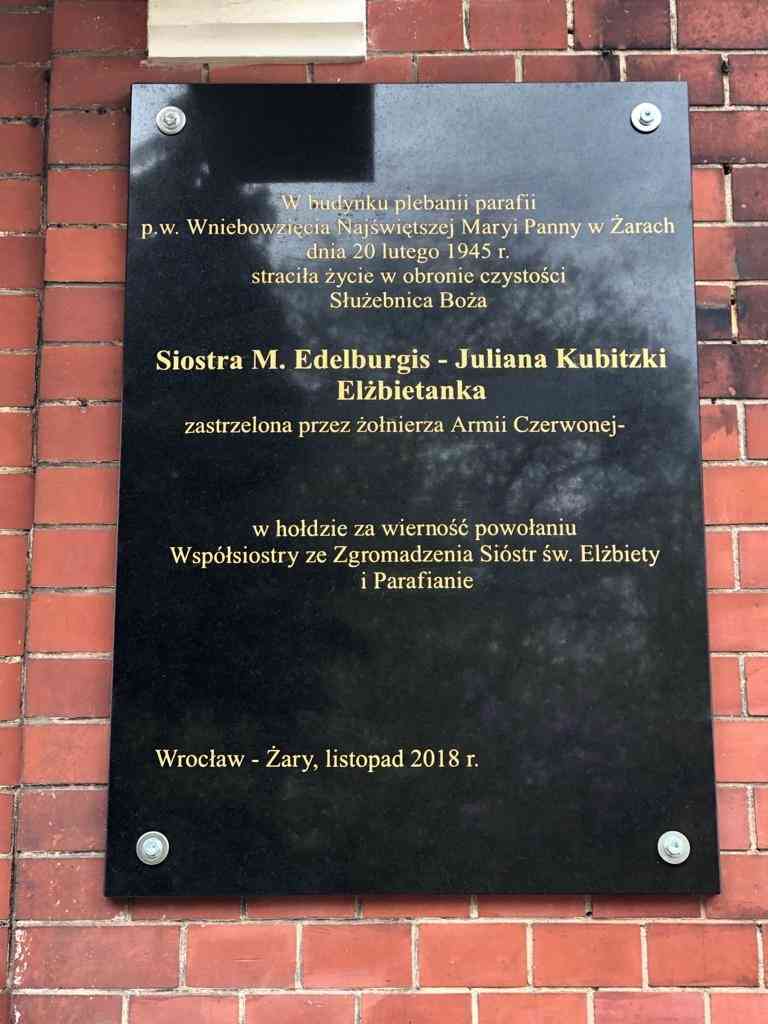 W budynku plebanii parafii
p.w. Wniebowzięcia Najświętszej Maryi Panny w Żarach
dnia 20 lutego 1945 r.
straciła życie w obronie czystości
Służebnica Boża
Siostra M. Edelburgis - Juliana Kubitzki
Elżbietanka
zastrzelona przez żołnierza Armii Czerwonej-
w hołdzie za wierność powołaniu
Współsiostry ze Zgromadzenia Sióstr św. Elżbiety
i Parafianie
Wrocław - Żary, listopad 2018 r.